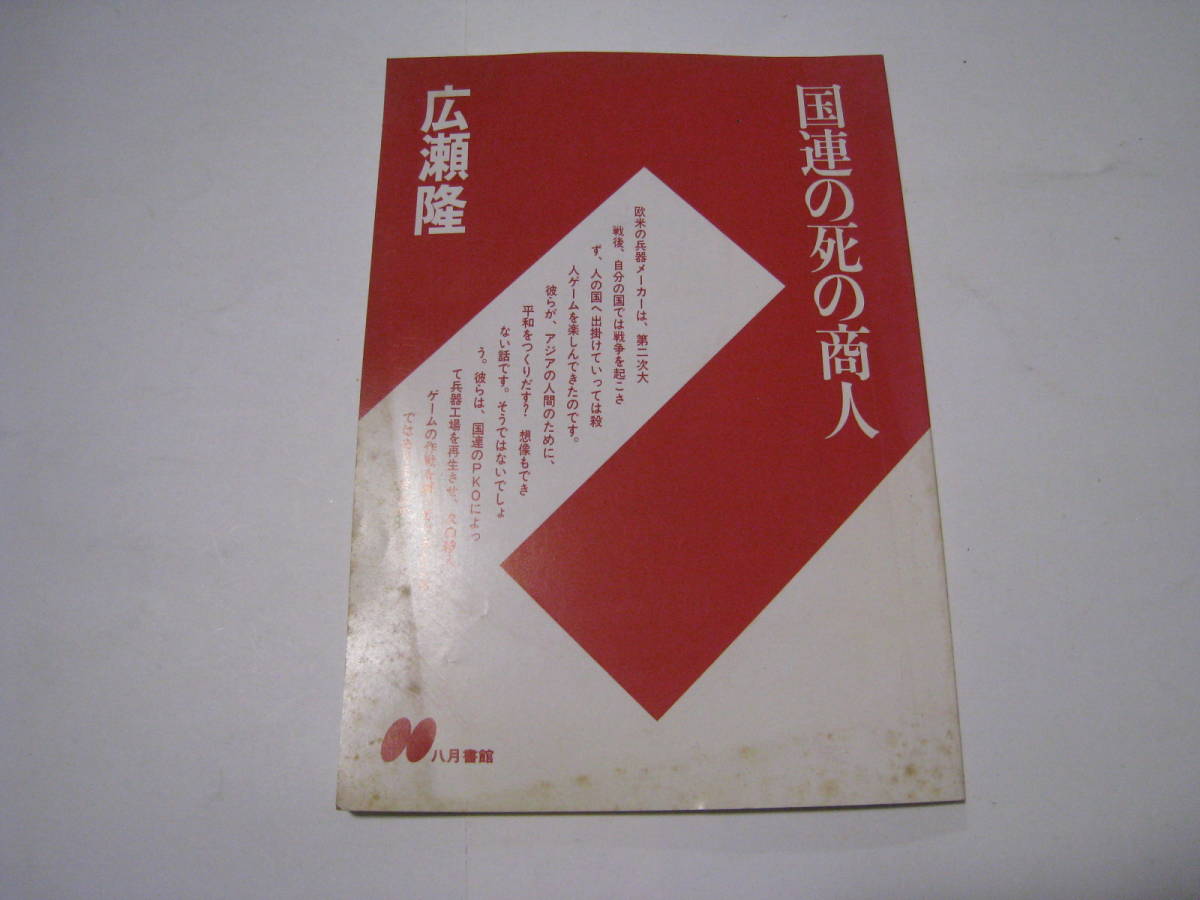 国連の死の商人
広瀬隆
欧米の兵器メーカーは、第二次大
戦後、自分の国では戦争を起こさ
ず、人の国へ出掛けていっては殺
人ゲームを楽しんできたのです。
彼らが、アジアの人間のために、
平和をつくりだす？ 想像もでき
ない話です。そうではないでしょ
う。彼らは、国連のPKOによっ
て兵器工場を再生させ、
ゲームの作戦を
では
八月書館